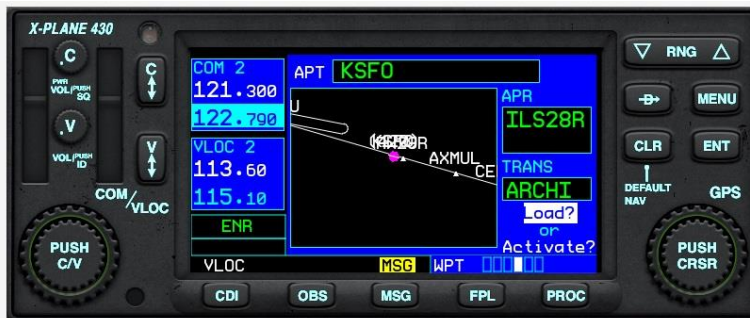 X-PLANE 430
C
PWR
VOL PUSH
SQ
V
VOL PUSH
ID
COM/VLOC
PUSH
C/V
C
V
COM 2
121.300
122.790
VLOC 2
113.60
115.10
ENR
VLOC
MSG
WPT
APT KSFO
U
AXMUL
CE
APR
ILS28R
TRANS
ARCHI
Load?
or
Activate?
RNG
D
MENU
CLR
ENT
DEFAULT
NAV
GPS
PUSH
CRSR
CDI
OBS
MSG
FPL
PROC